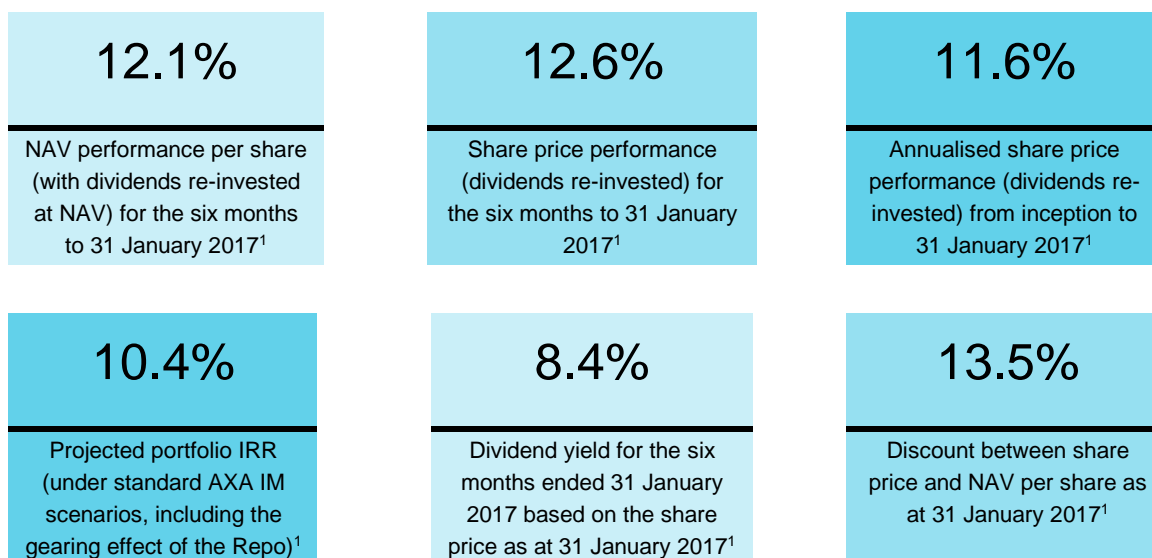 12.1%
NAV performance per share
(with dividends re-invested
at NAV) for the six months
to 31 January 2017¹
12.6%
Share price performance
(dividends re-invested) for
the six months to 31 January
2017¹
11.6%
Annualised share price
performance (dividends re-
invested) from inception to
31 January 2017¹
10.4%
Projected portfolio IRR
(under standard AXA IM
scenarios, including the
gearing effect of the Repo)¹
8.4%
Dividend yield for the six
months ended 31 January
2017 based on the share
price as at 31 January 2017¹
13.5%
Discount between share
price and NAV per share as
at 31 January 2017¹